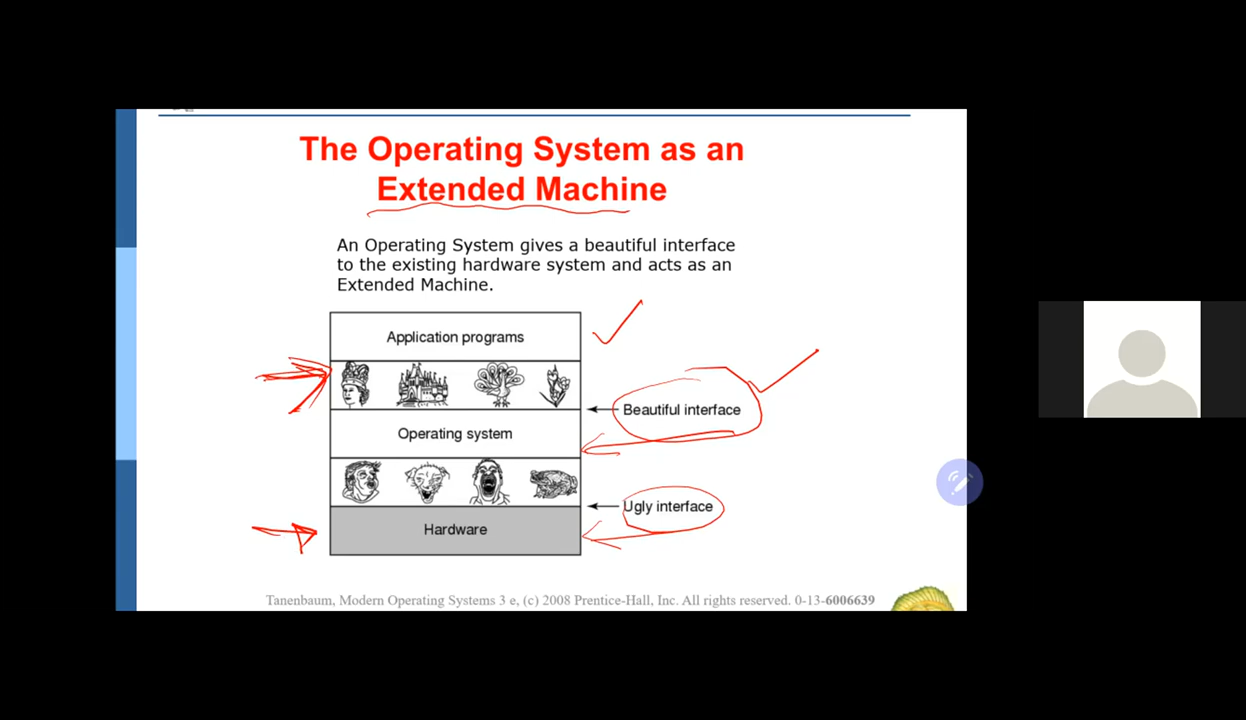 The Operating System as an
Extended Machine
An Operating System gives a beautiful interface
to the existing hardware system and acts as an
Extended Machine.
Application programs
Beautiful interface
Operating system
Ugly interface
Hardware
Tanenbaum, Modern Operating Systems 3 e, (c) 2008 Prentice-Hall, Inc. All rights reserved. 0-13-6006639